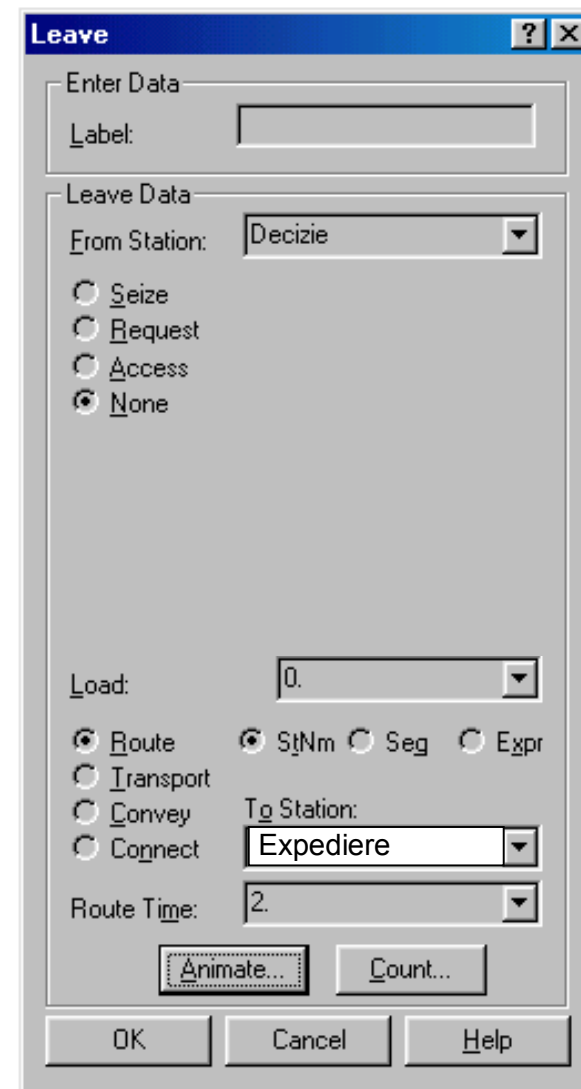 Leave
Enter Data
Label:
Leave Data
From Station: Decizie
Seize
Request
Access
None
Load: 0.
Route StNm Seg Expr
Transport
Convey To Station:
Connect Expediere
Route Time: 2.
Animate... Count...
OK Cancel Help